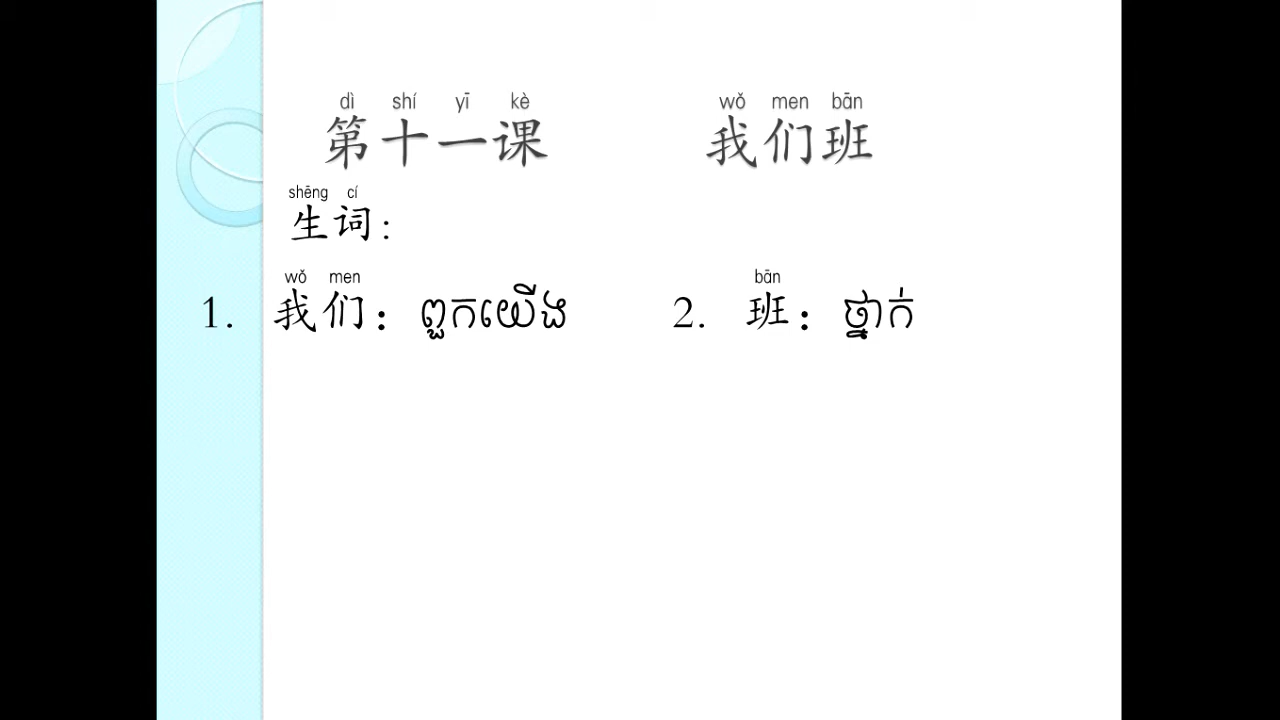 dì shí yī kè wǒ men bān
第十一课 我们班
shēng cí
生词：
wǒ men bān
1. 我们：ពួកយើង 2. 班：ថ្នាក់